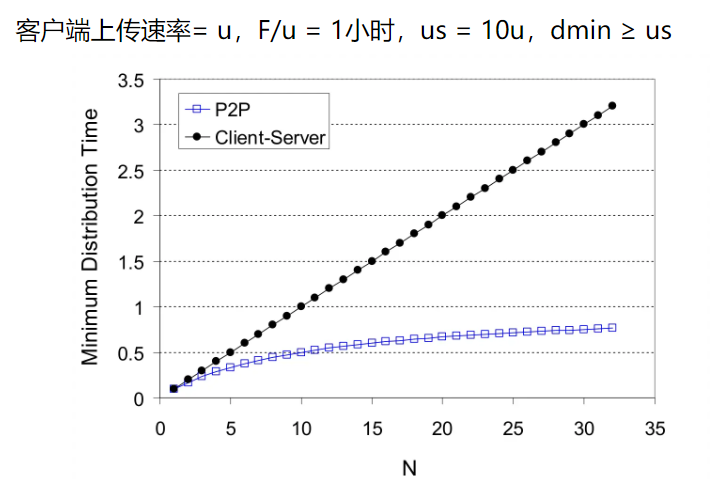 客户端上传速率= u，F/u = 1小时，us = 10u，dmin ≥ us
3.5
3
2.5
2
1.5
1
0.5
0
Minimum Distribution Time
P2P
Client-Server
0 5 10 15 20 25 30 35
N